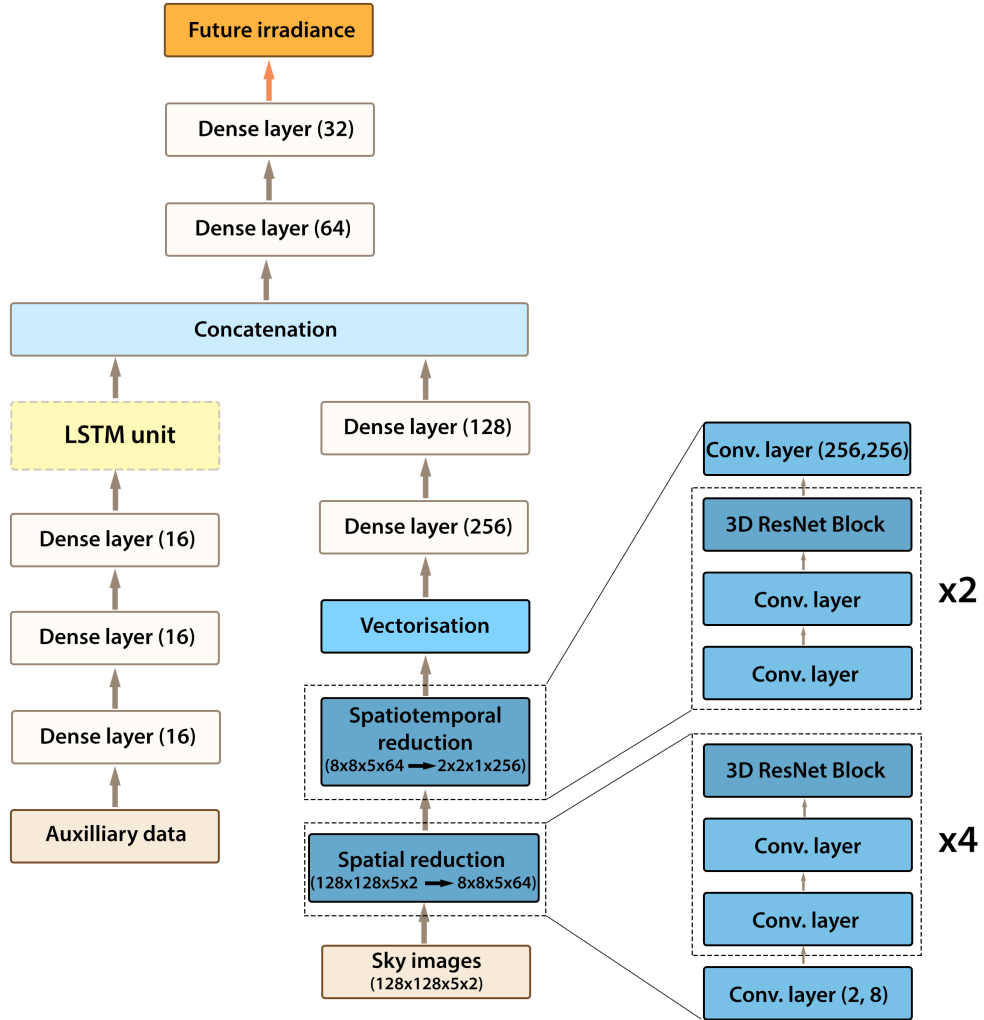 Future irradiance
Dense layer (32)
Dense layer (64)
Concatenation
LSTM unit
Dense layer (16)
Dense layer (16)
Dense layer (16)
Auxilliary data
Dense layer (128)
Dense layer (256)
Vectorisation
Spatiotemporal
reduction
(8x8x5x64 → 2x2x1x256)
Spatial reduction
(128x128x5x2 → 8x8x5x64)
Sky images
(128x128x5x2)
Conv. layer (256,256)
3D ResNet Block
Conv. layer
Conv. layer
x2
3D ResNet Block
Conv. layer
Conv. layer
x4
Conv. layer (2, 8)